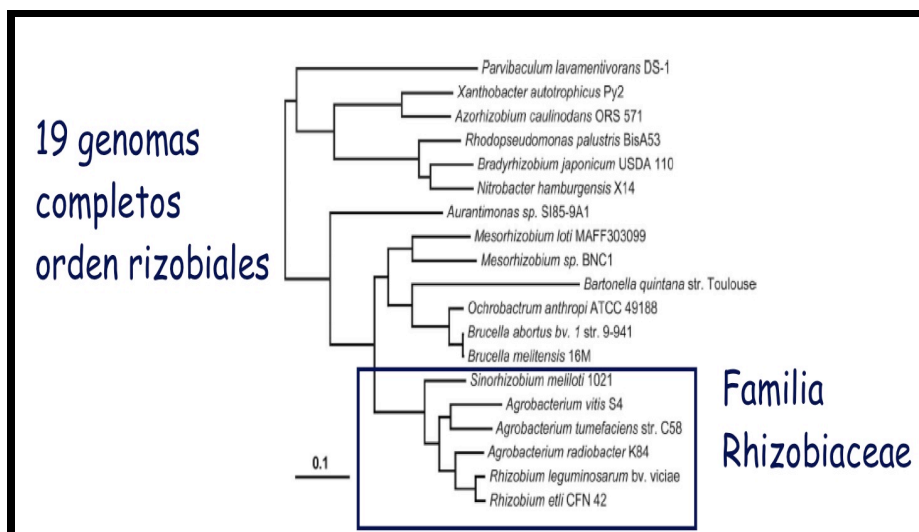 19 genomas
completos
orden rizobiales
Parvibaculum lavamentivorans DS-1
Xanthobacter autotrophicus Py2
Azorhizobium caulinodans ORS 571
Rhodopseudomonas palustris BisA53
Bradyrhizobium japonicum USDA 110
Nitrobacter hamburgensis X14
Aurantimonas sp. SI85-9A1
Mesorhizobium loti MAFF303099
Mesorhizobium sp. BNC1
Bartonella quintana str. Toulouse
Ochrobactrum anthropi ATCC 49188
Brucella abortus bv. 1 str. 9-941
Brucella melitensis 16M
Sinorhizobium meliloti 1021
Agrobacterium vitis S4
Agrobacterium tumefaciens str. C58
Agrobacterium radiobacter K84
Rhizobium leguminosarum bv. viciae
Rhizobium etli CFN 42
0.1
Familia
Rhizobiaceae